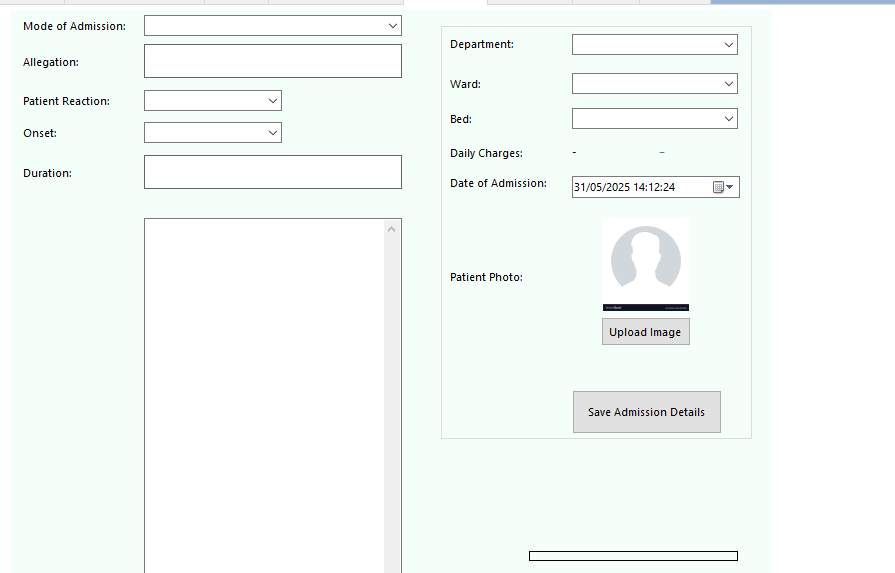 Mode of Admission:
Allegation:
Patient Reaction:
Onset:
Duration:
Department:
Ward:
Bed:
Daily Charges: - –
Date of Admission: 31/05/2025 14:12:24
Patient Photo:
Upload Image
Save Admission Details